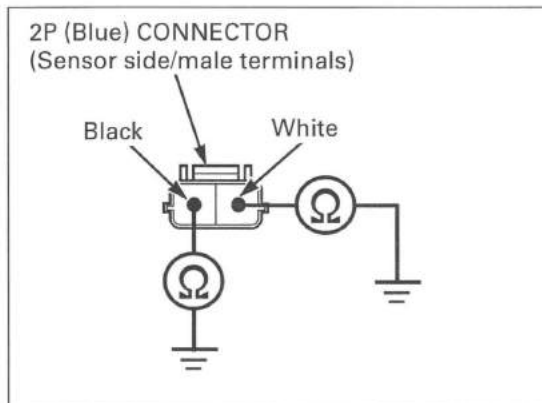 2P (Blue) CONNECTOR
(Sensor side/male terminals)
Black
White
Ω
Ω